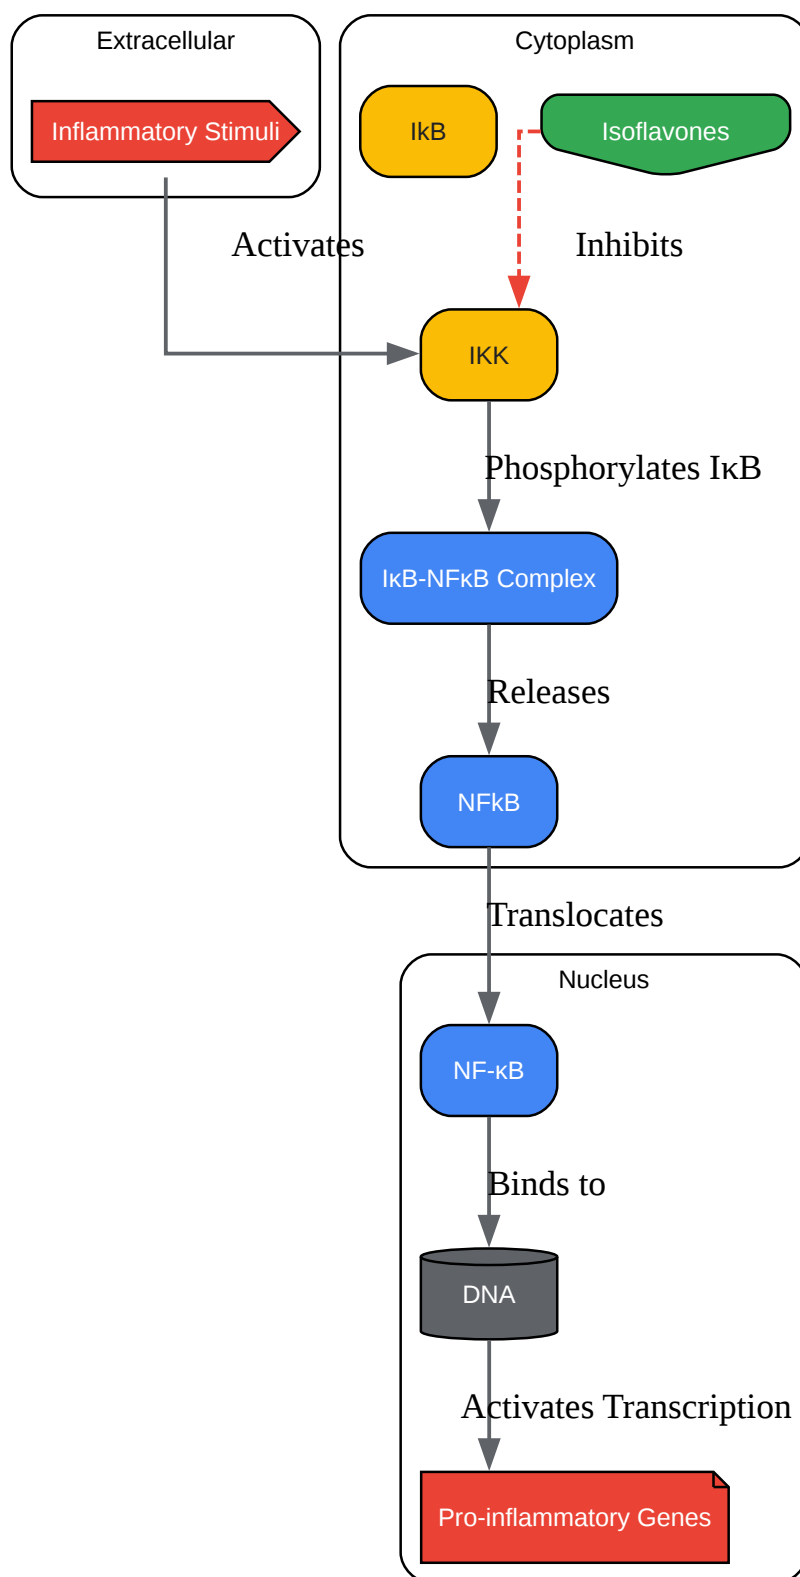 Extracellular
Cytoplasm
Inflammatory Stimuli
IkB
Isoflavones
Activates
Inhibits
IKK
Phosphorylates IκB
IκB-NFκB Complex
Releases
NFkB
Translocates
Nucleus
NF-κB
Binds to
DNA
Activates Transcription
Pro-inflammatory Genes